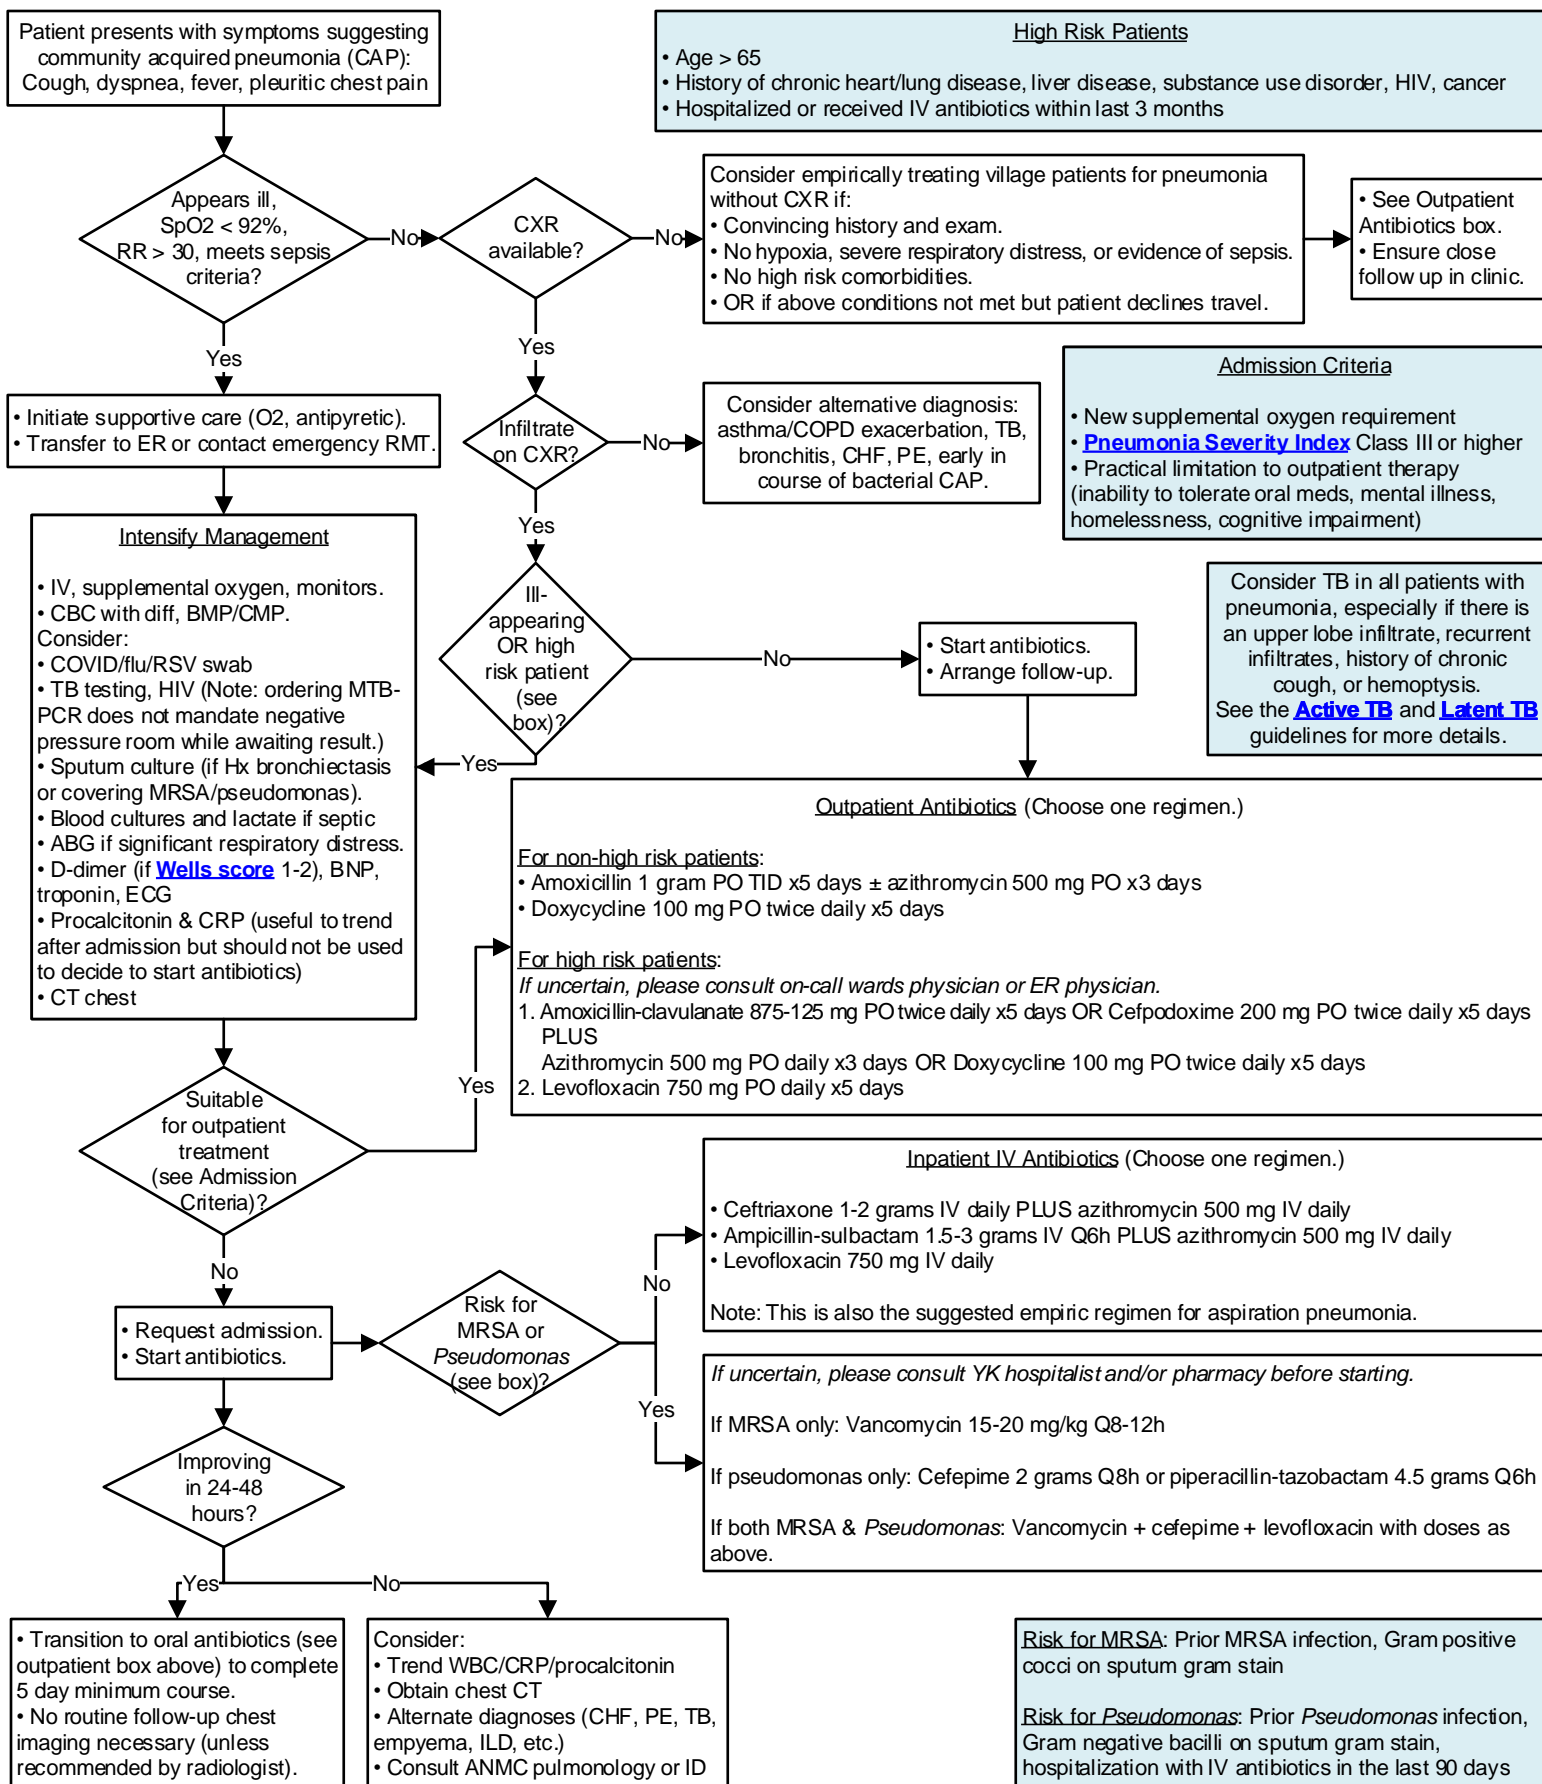 Patient presents with symptoms suggesting
community acquired pneumonia (CAP):
Cough, dyspnea, fever, pleuritic chest pain
High Risk Patients
• Age > 65
• History of chronic heart/lung disease, liver disease, substance use disorder, HIV, cancer
• Hospitalized or received IV antibiotics within last 3 months
Appears ill,
SpO2 < 92%,
RR > 30, meets sepsis
criteria?
No
CXR
available?
No
Consider empirically treating village patients for pneumonia
without CXR if:
• Convincing history and exam.
• No hypoxia, severe respiratory distress, or evidence of sepsis.
• No high risk comorbidities.
• OR if above conditions not met but patient declines travel.
• See Outpatient
Antibiotics box.
• Ensure close
follow up in clinic.
Yes
Yes
• Initiate supportive care (O2, antipyretic).
• Transfer to ER or contact emergency RMT.
Infiltrate
on CXR?
No
Consider alternative diagnosis:
asthma/COPD exacerbation, TB,
bronchitis, CHF, PE, early in
course of bacterial CAP.
Admission Criteria
• New supplemental oxygen requirement
• Pneumonia Severity Index Class III or higher
• Practical limitation to outpatient therapy
(inability to tolerate oral meds, mental illness,
homelessness, cognitive impairment)
Yes
Intensify Management
• IV, supplemental oxygen, monitors.
• CBC with diff, BMP/CMP.
Consider:
• COVID/flu/RSV swab
• TB testing, HIV (Note: ordering MTB-
PCR does not mandate negative
pressure room while awaiting result.)
• Sputum culture (if Hx bronchiectasis
or covering MRSA/pseudomonas).
• Blood cultures and lactate if septic
• ABG if significant respiratory distress.
• D-dimer (if Wells score 1-2), BNP,
troponin, ECG
• Procalcitonin & CRP (useful to trend
after admission but should not be used
to decide to start antibiotics)
• CT chest
Ill-
appearing
OR high
risk patient
(see
box)?
No
Yes
• Start antibiotics.
• Arrange follow-up.
Consider TB in all patients with
pneumonia, especially if there is
an upper lobe infiltrate, recurrent
infiltrates, history of chronic
cough, or hemoptysis.
See the Active TB and Latent TB
guidelines for more details.
Outpatient Antibiotics (Choose one regimen.)
For non-high risk patients:
• Amoxicillin 1 gram PO TID x5 days ± azithromycin 500 mg PO x3 days
• Doxycycline 100 mg PO twice daily x5 days
For high risk patients:
If uncertain, please consult on-call wards physician or ER physician.
1. Amoxicillin-clavulanate 875-125 mg PO twice daily x5 days OR Cefpodoxime 200 mg PO twice daily x5 days
PLUS
Azithromycin 500 mg PO daily x3 days OR Doxycycline 100 mg PO twice daily x5 days
2. Levofloxacin 750 mg PO daily x5 days
Suitable
for outpatient
treatment
(see Admission
Criteria)?
Yes
No
Inpatient IV Antibiotics (Choose one regimen.)
• Ceftriaxone 1-2 grams IV daily PLUS azithromycin 500 mg IV daily
• Ampicillin-sulbactam 1.5-3 grams IV Q6h PLUS azithromycin 500 mg IV daily
• Levofloxacin 750 mg IV daily
Note: This is also the suggested empiric regimen for aspiration pneumonia.
• Request admission.
• Start antibiotics.
Risk for
MRSA or
Pseudomonas
(see box)?
No
Yes
If uncertain, please consult YK hospitalist and/or pharmacy before starting.
If MRSA only: Vancomycin 15-20 mg/kg Q8-12h
If pseudomonas only: Cefepime 2 grams Q8h or piperacillin-tazobactam 4.5 grams Q6h
If both MRSA & Pseudomonas: Vancomycin + cefepime + levofloxacin with doses as
above.
Improving
in 24-48
hours?
Yes
No
• Transition to oral antibiotics (see
outpatient box above) to complete
5 day minimum course.
• No routine follow-up chest
imaging necessary (unless
recommended by radiologist).
Consider:
• Trend WBC/CRP/procalcitonin
• Obtain chest CT
• Alternate diagnoses (CHF, PE, TB,
empyema, ILD, etc.)
• Consult ANMC pulmonology or ID
Risk for MRSA: Prior MRSA infection, Gram positive
cocci on sputum gram stain
Risk for Pseudomonas: Prior Pseudomonas infection,
Gram negative bacilli on sputum gram stain,
hospitalization with IV antibiotics in the last 90 days